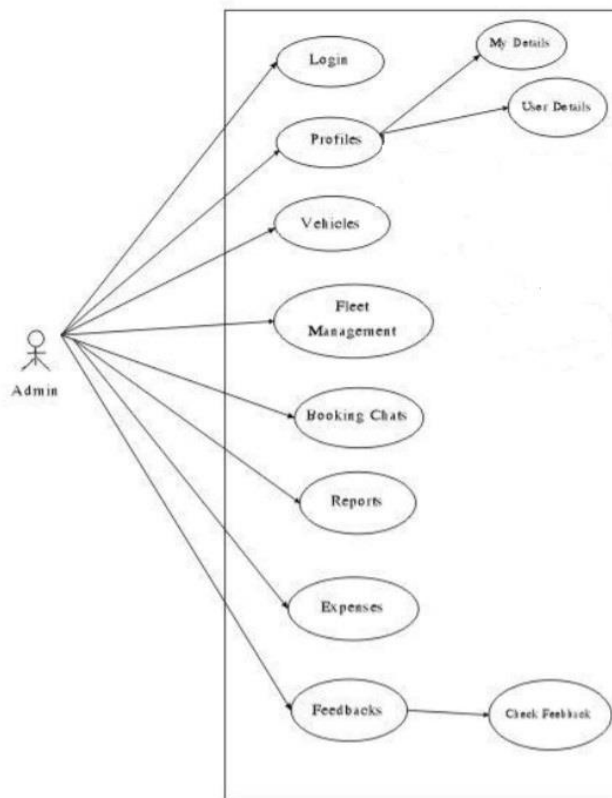 My Details
Login
User Details
Profiles
Vehicles
Fleet
Management
Admin
Booking Chats
Reports
Expenses
Feedbacks
Check Feebback